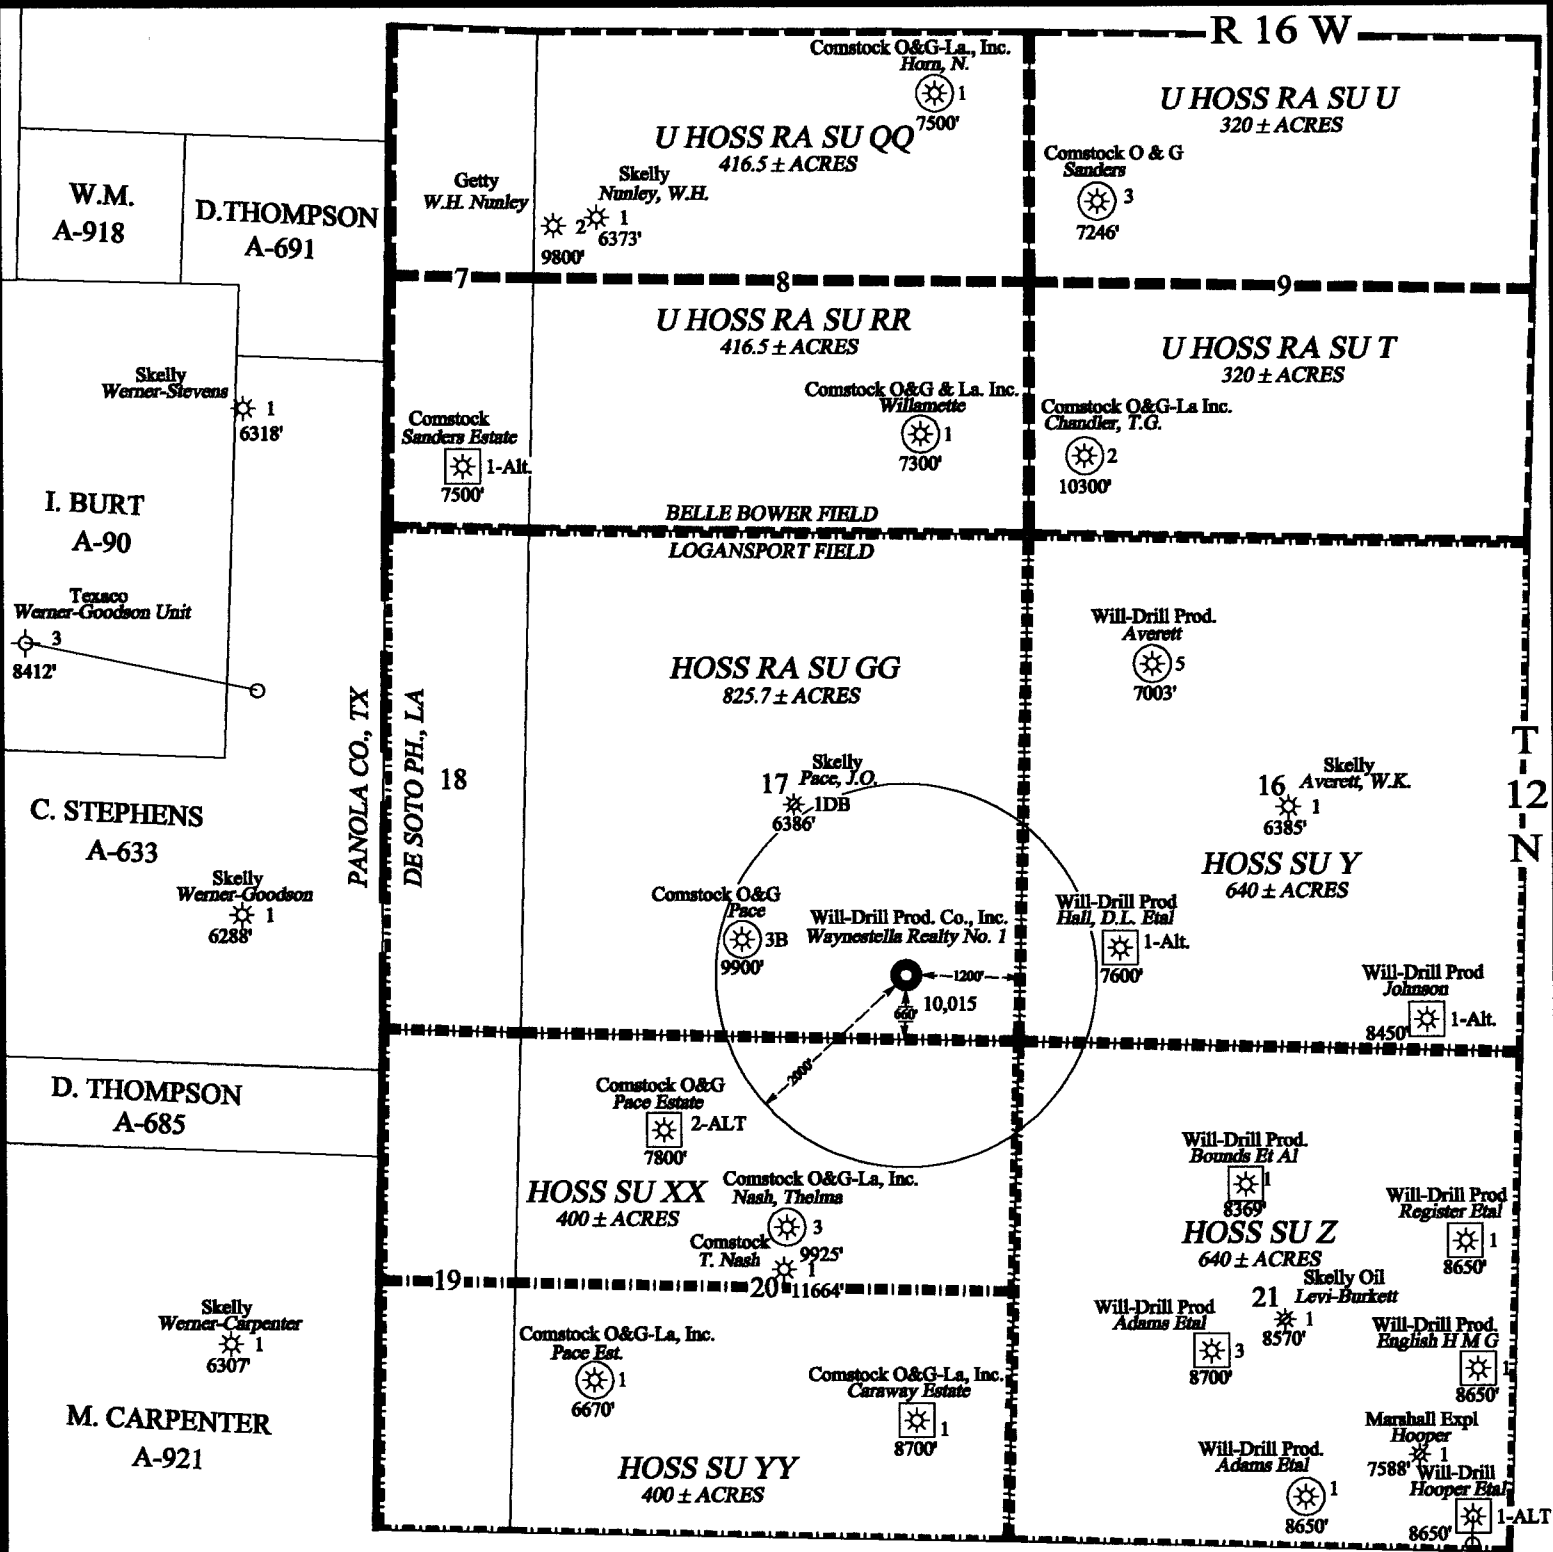 R 16 W
Comstock O&G-La., Inc.
Horn, N.
1
7500'
U HOSS RA SU QQ
416.5 ± ACRES
Getty
W.H. Nunley
2
9800'
Skelly
Nunley, W.H.
1
6373'
U HOSS RA SU U
320 ± ACRES
Comstock O & G
Sanders
3
7246'
W.M.
A-918
D.THOMPSON
A-691
7
8
9
U HOSS RA SU RR
416.5 ± ACRES
Comstock O&G & La. Inc.
Willamette
1
7300'
Comstock
Sanders Estate
1-Alt.
7500'
U HOSS RA SU T
320 ± ACRES
Comstock O&G-La Inc.
Chandler, T.G.
2
10300'
Skelly
Werner-Stevens
1
6318'
I. BURT
A-90
BELLE BOWER FIELD
LOGANSPORT FIELD
Texaco
Werner-Goodson Unit
3
8412'
HOSS RA SU GG
825.7 ± ACRES
Will-Drill Prod.
Averett
5
7003'
PANOLA CO., TX
DE SOTO PH., LA
18
17
Skelly
Pace, J.O.
1DB
6386'
16
Skelly
Averett, W.K.
1
6385'
T
12
N
HOSS SU Y
640 ± ACRES
C. STEPHENS
A-633
Skelly
Werner-Goodson
1
6288'
Comstock O&G
Pace
3B
9900'
Will-Drill Prod. Co., Inc.
Waynestella Realty No. 1
1200'
660'
10,015
2000'
Will-Drill Prod
Hall, D.L. Etal
1-Alt.
7600'
Will-Drill Prod
Johnson
1-Alt.
8450'
D. THOMPSON
A-685
Comstock O&G
Pace Estate
2-ALT
7800'
HOSS SU XX
400 ± ACRES
Comstock O&G-La, Inc.
Nash, Thelma
3
9925'
Comstock
T. Nash
1
11664'
19
20
Will-Drill Prod.
Bounds Et Al
1
8369'
HOSS SU Z
640 ± ACRES
Will-Drill Prod
Register Etal
1
8650'
21
Skelly Oil
Levi-Burkett
1
8570'
Will-Drill Prod
Adams Etal
3
8700'
Will-Drill Prod.
English H M G
1
8650'
Skelly
Werner-Carpenter
1
6307'
M. CARPENTER
A-921
Comstock O&G-La, Inc.
Pace Est.
1
6670'
Comstock O&G-La, Inc.
Caraway Estate
1
8700'
HOSS SU YY
400 ± ACRES
Marshall Expl
Hooper
1
7588'
Will-Drill Prod.
Adams Etal
1
8650'
Will-Drill
Hooper Etal
1-ALT
8650'